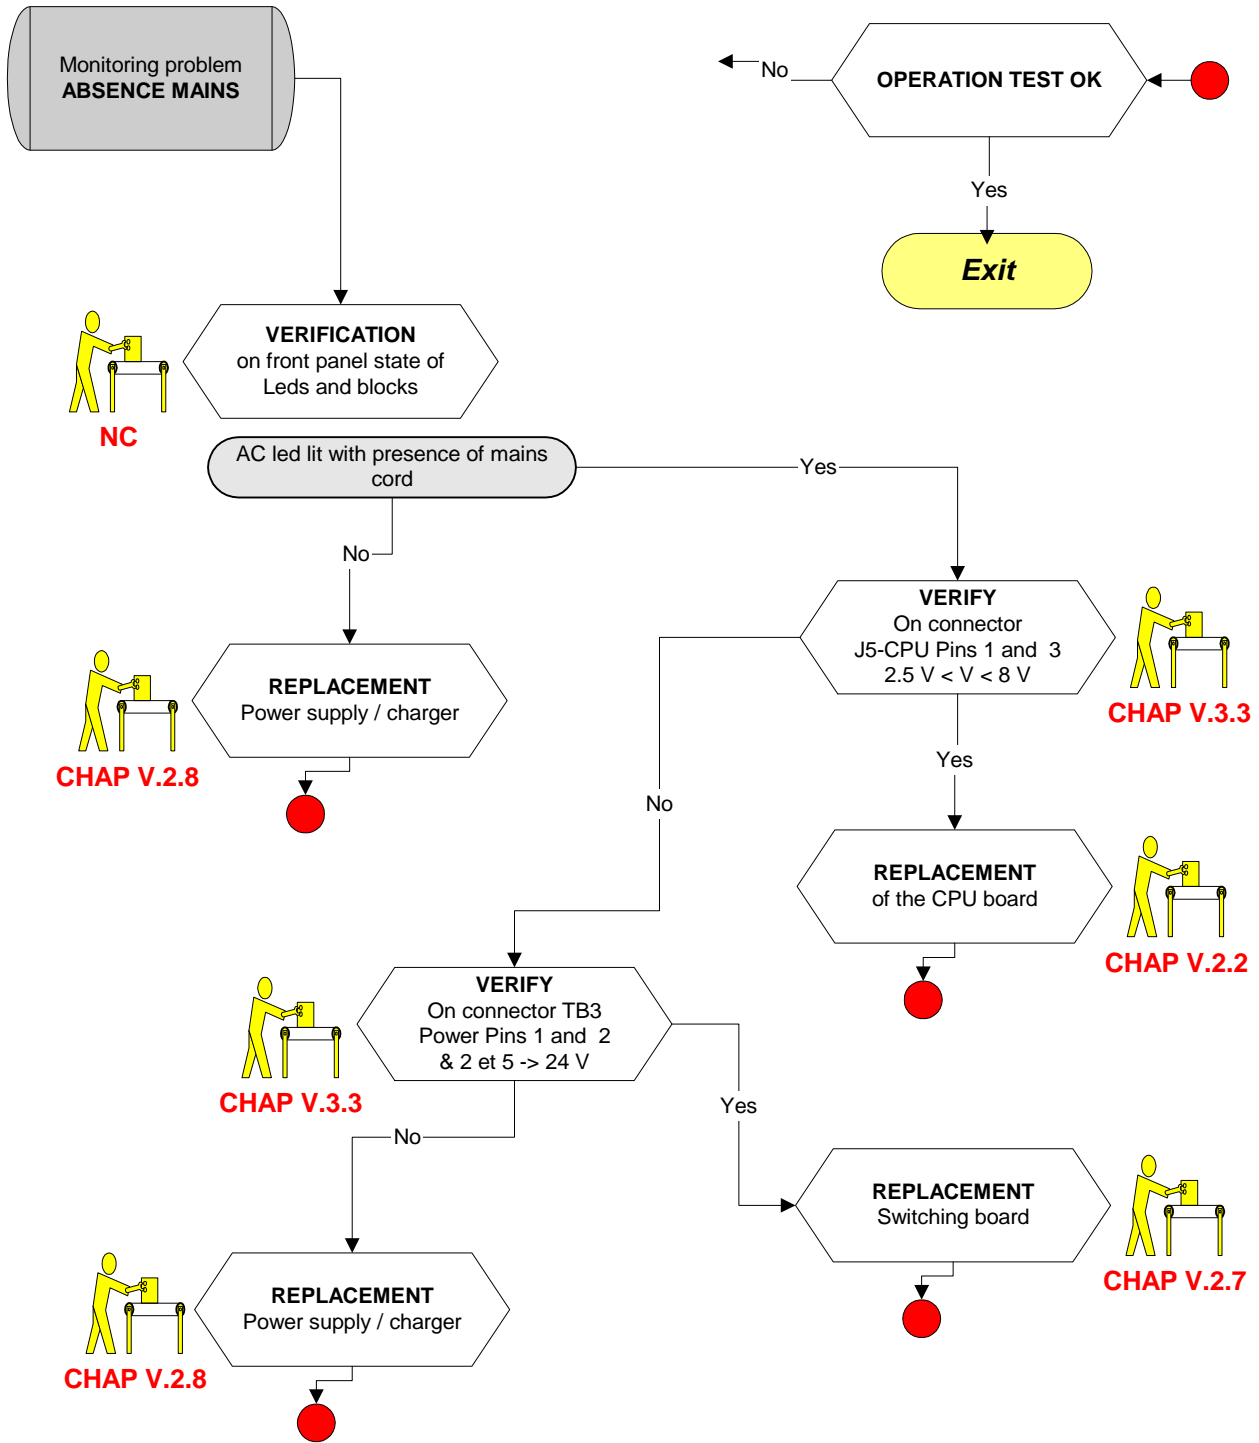 Monitoring problem
ABSENCE MAINS
No
OPERATION TEST OK
Yes
Exit
VERIFICATION
on front panel state of
Leds and blocks
NC
AC led lit with presence of mains
cord
Yes
No
VERIFY
On connector
J5-CPU Pins 1 and 3
2.5 V < V < 8 V
CHAP V.3.3
REPLACEMENT
Power supply / charger
CHAP V.2.8
Yes
No
REPLACEMENT
of the CPU board
CHAP V.2.2
VERIFY
On connector TB3
Power Pins 1 and 2
& 2 et 5 -> 24 V
CHAP V.3.3
Yes
No
REPLACEMENT
Switching board
CHAP V.2.7
REPLACEMENT
Power supply / charger
CHAP V.2.8